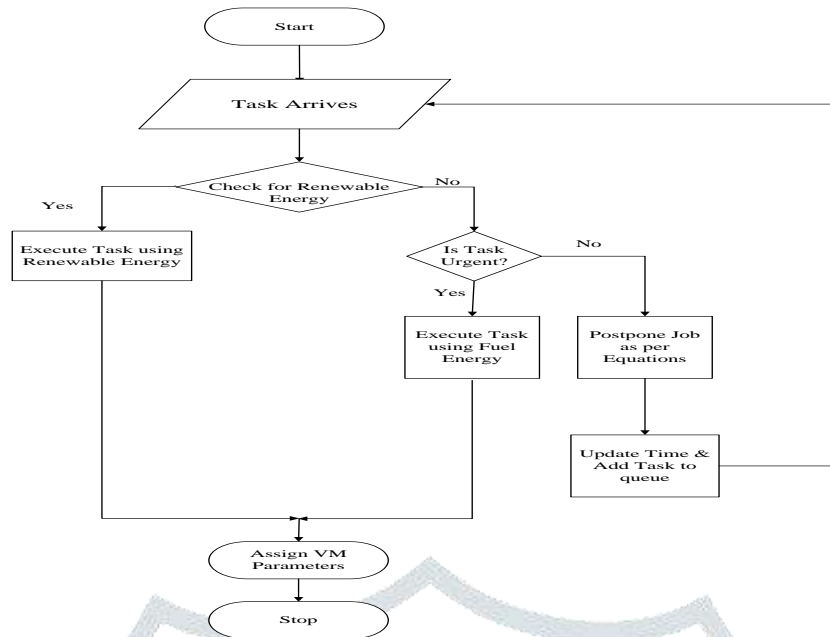 Start
Task Arrives
Check for Renewable
Energy
Yes
No
Execute Task using
Renewable Energy
Is Task
Urgent?
No
Yes
Execute Task
using Fuel
Energy
Postpone Job
as per
Equations
Update Time &
Add Task to
queue
Assign VM
Parameters
Stop